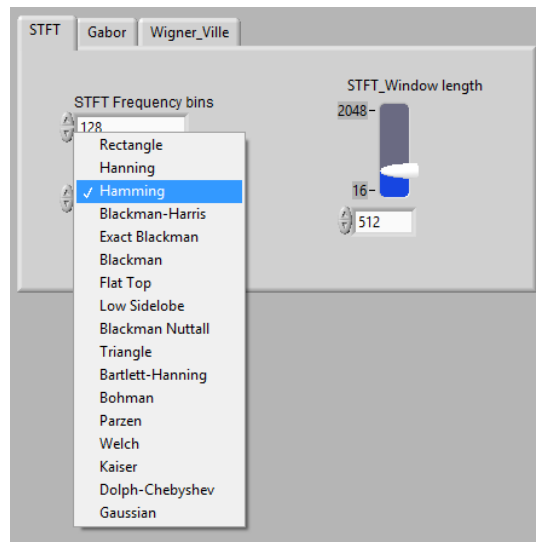 STFT
Gabor
Wigner_Ville
STFT Frequency bins
128
STFT_Window length
2048
16
512
Rectangle
Hanning
✓ Hamming
Blackman-Harris
Exact Blackman
Blackman
Flat Top
Low Sidelobe
Blackman Nuttall
Triangle
Bartlett-Hanning
Bohman
Parzen
Welch
Kaiser
Dolph-Chebyshev
Gaussian